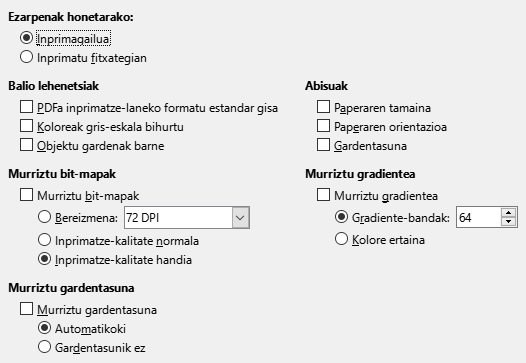 Ezarpenak honetarako:
Inprimagailua
Inprimatu fitxategian
Balio lehenetsiak
PDFa inprimatze-laneko formatu estandar gisa
Koloreak gris-eskala bihurtu
Objektu gardenak barne
Abisuak
Paperaren tamaina
Paperaren orientazioa
Gardentasuna
Murriztu bit-mapak
Murriztu bit-mapak
Bereizmena: 72 DPI
Inprimatze-kalitate normala
Inprimatze-kalitate handia
Murriztu gradientea
Murriztu gradientea
Gradiente-bandak: 64
Kolore ertaina
Murriztu gardentasuna
Murriztu gardentasuna
Automatikoki
Gardentasunik ez